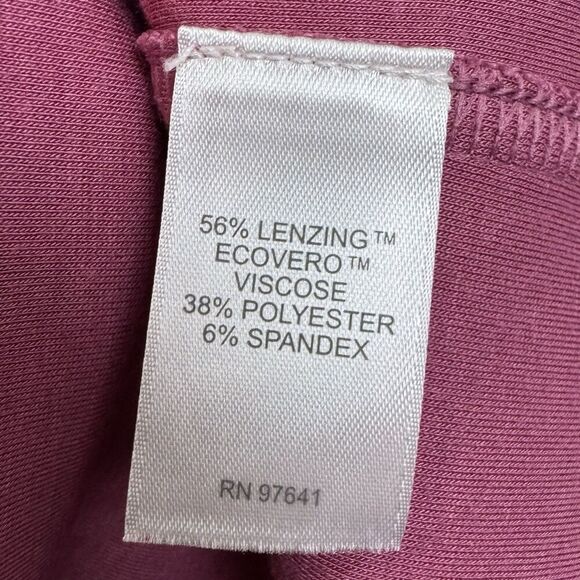 56% LENZING™
ECOVERO™
VISCOSE
38% POLYESTER
6% SPANDEX
RN 97641